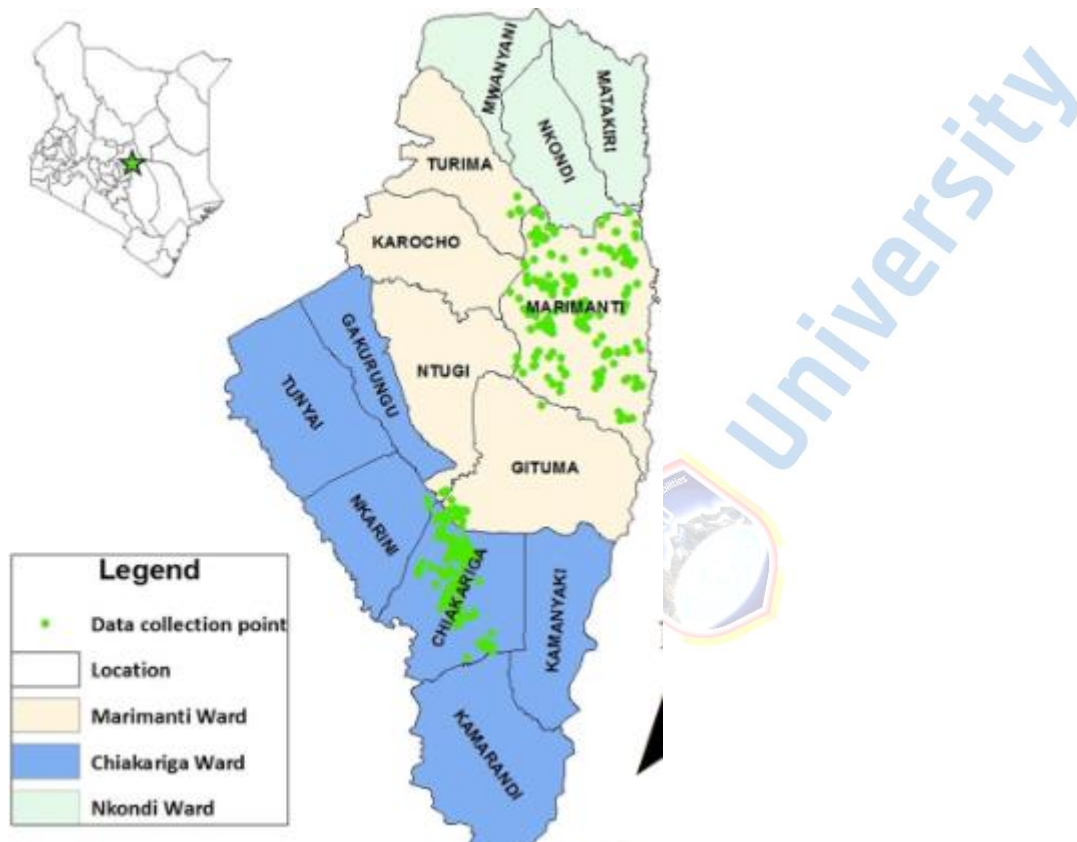 MWANYANI
MATAKIRI
NKONDI
TURIMA
KAROCHO
MARIMANTI
GAKURUNGU
NTUGI
TUNYAI
GITUMA
NKARINI
CHIAKARIGA
KAMANYAKI
KAMARANDI
Legend
Data collection point
Location
Marimanti Ward
Chiakariga Ward
Nkondi Ward
University